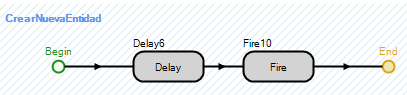 CrearNuevaEntidad
Begin
Delay6
Delay
Fire10
Fire
End